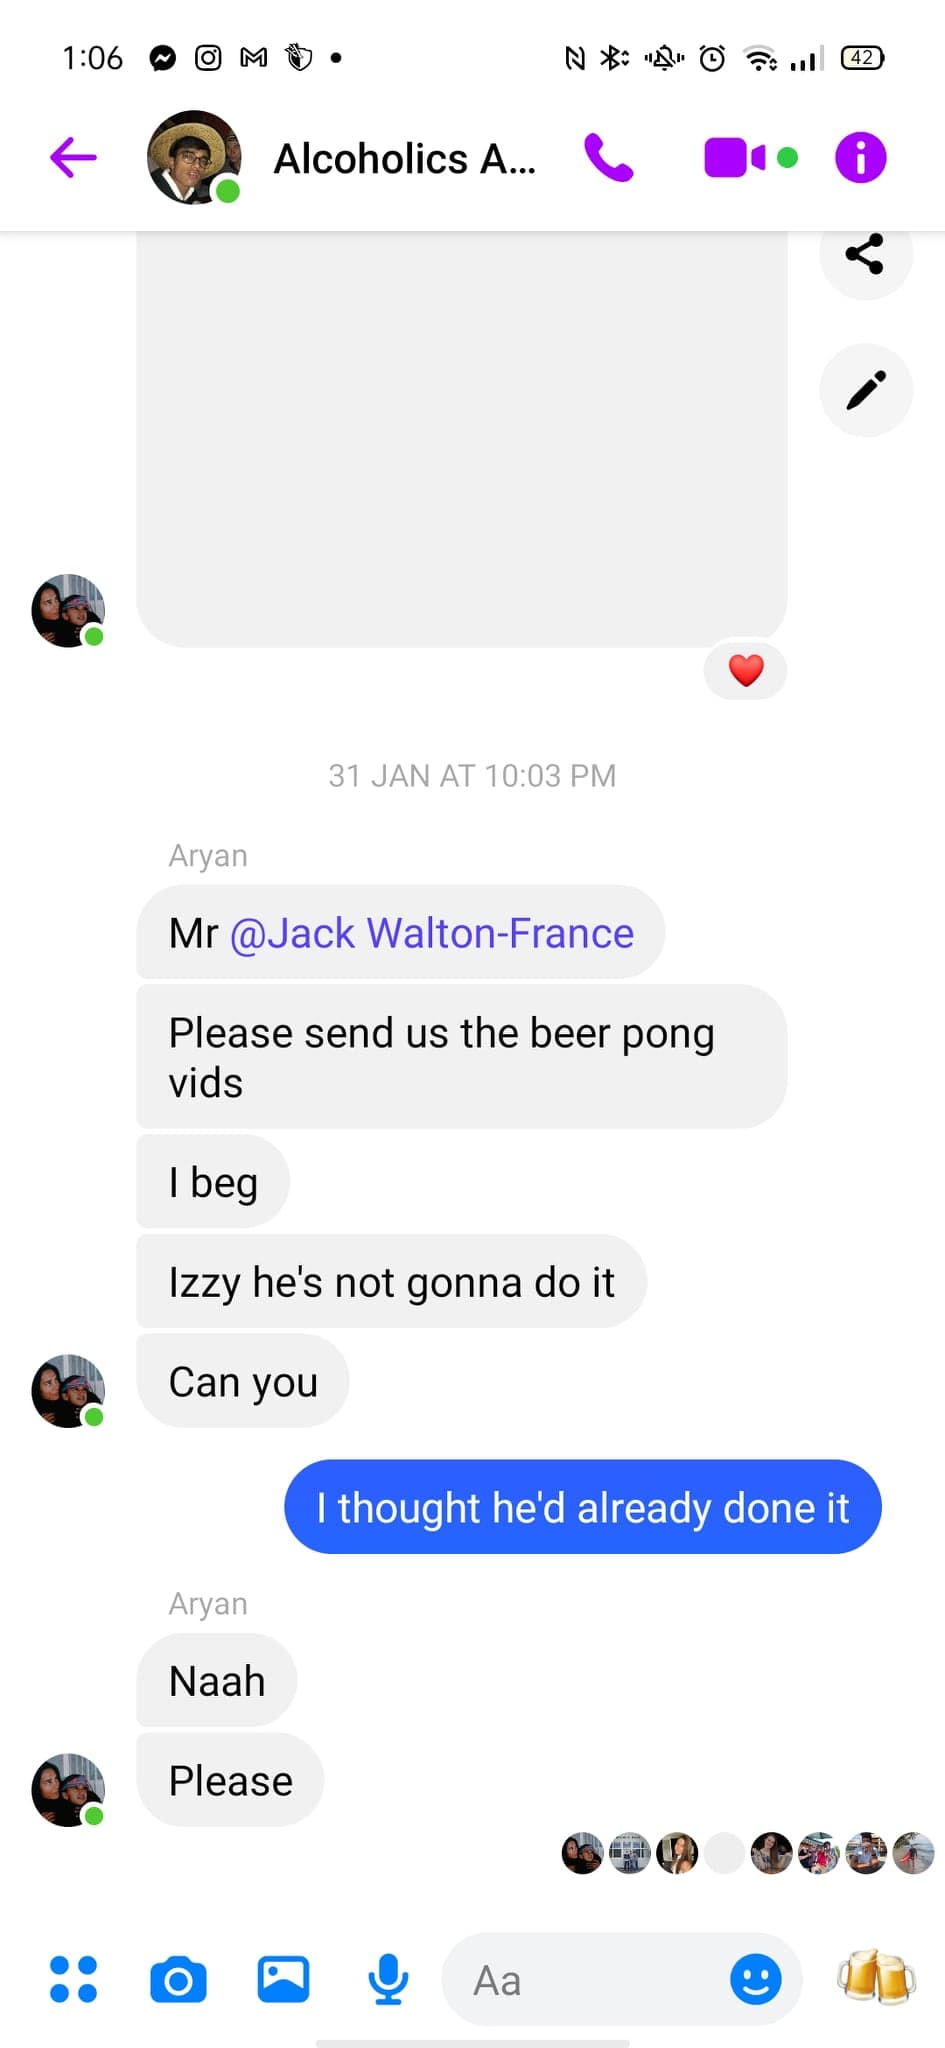 1:06
42
Alcoholics A...
31 JAN AT 10:03 PM
Aryan
Mr @Jack Walton-France
Please send us the beer pong
vids
I beg
Izzy he's not gonna do it
Can you
I thought he'd already done it
Aryan
Naah
Please
Aa